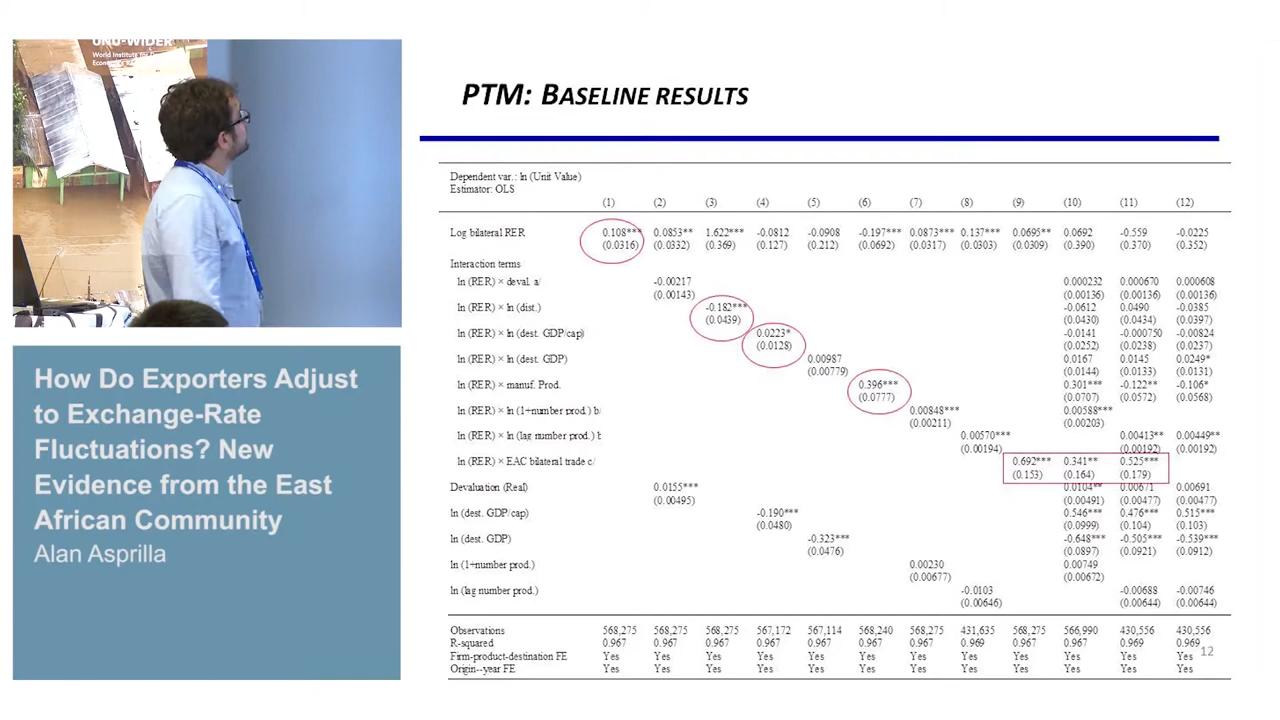 UNU-WIDER
World Institute for
PTM: BASELINE RESULTS
Dependent var.: ln (Unit Value)
Estimator: OLS
(1) (2) (3) (4) (5) (6) (7) (8) (9) (10) (11) (12)
Log bilateral RER 0.108*** 0.0853** 1.622*** -0.0812 -0.0908 -0.197*** 0.0873*** 0.137*** 0.0695** 0.0692 -0.559 -0.0225
(0.0316) (0.0332) (0.369) (0.127) (0.212) (0.0692) (0.0317) (0.0303) (0.0309) (0.390) (0.370) (0.352)
Interaction terms
ln (RER) × deval. a/ -0.00217 0.000232 0.000670 0.000608
(0.00143) (0.00136) (0.00136) (0.00136)
ln (RER) × ln (dist.) -0.182*** -0.0612 0.0490 -0.0385
(0.0439) (0.0430) (0.0434) (0.0397)
ln (RER) × ln (dest. GDP/cap) 0.0223* -0.0141 -0.000750 -0.00824
(0.0128) (0.0252) (0.0238) (0.0237)
ln (RER) × ln (dest. GDP) 0.00987 0.0167 0.0145 0.0249*
(0.00779) (0.0144) (0.0133) (0.0131)
ln (RER) × manuf. Prod. 0.396*** 0.301*** -0.122** -0.106*
(0.0777) (0.0707) (0.0572) (0.0568)
ln (RER) × ln (1+number prod.) b/ 0.00848*** 0.00588***
(0.00211) (0.00203)
ln (RER) × ln (lag number prod.) b 0.00570*** 0.00413** 0.00449**
(0.00194) (0.00192) (0.00192)
ln (RER) × EAC bilateral trade c/ 0.692*** 0.341** 0.525***
(0.153) (0.164) (0.179)
Devaluation (Real) 0.0155*** 0.0104** 0.00671 0.00691
(0.00495) (0.00491) (0.00477) (0.00477)
ln (dest. GDP/cap) -0.190*** 0.546*** 0.476*** 0.515***
(0.0480) (0.0999) (0.104) (0.103)
ln (dest. GDP) -0.323*** -0.648*** -0.505*** -0.539***
(0.0476) (0.0897) (0.0921) (0.0912)
ln (1+number prod.) 0.00230 0.00749
(0.00677) (0.00672)
ln (lag number prod.) -0.0103 -0.00688 -0.00746
(0.00646) (0.00644) (0.00644)
Observations 568,275 568,275 568,275 567,172 567,114 568,240 568,275 431,635 568,275 566,990 430,556 430,556
R-squared 0.967 0.967 0.967 0.967 0.967 0.967 0.967 0.969 0.967 0.967 0.969 0.969
Firm-product-destination FE Yes Yes Yes Yes Yes Yes Yes Yes Yes Yes Yes Yes
Origin--year FE Yes Yes Yes Yes Yes Yes Yes Yes Yes Yes Yes Yes
12
How Do Exporters Adjust
to Exchange-Rate
Fluctuations? New
Evidence from the East
African Community
Alan Asprilla